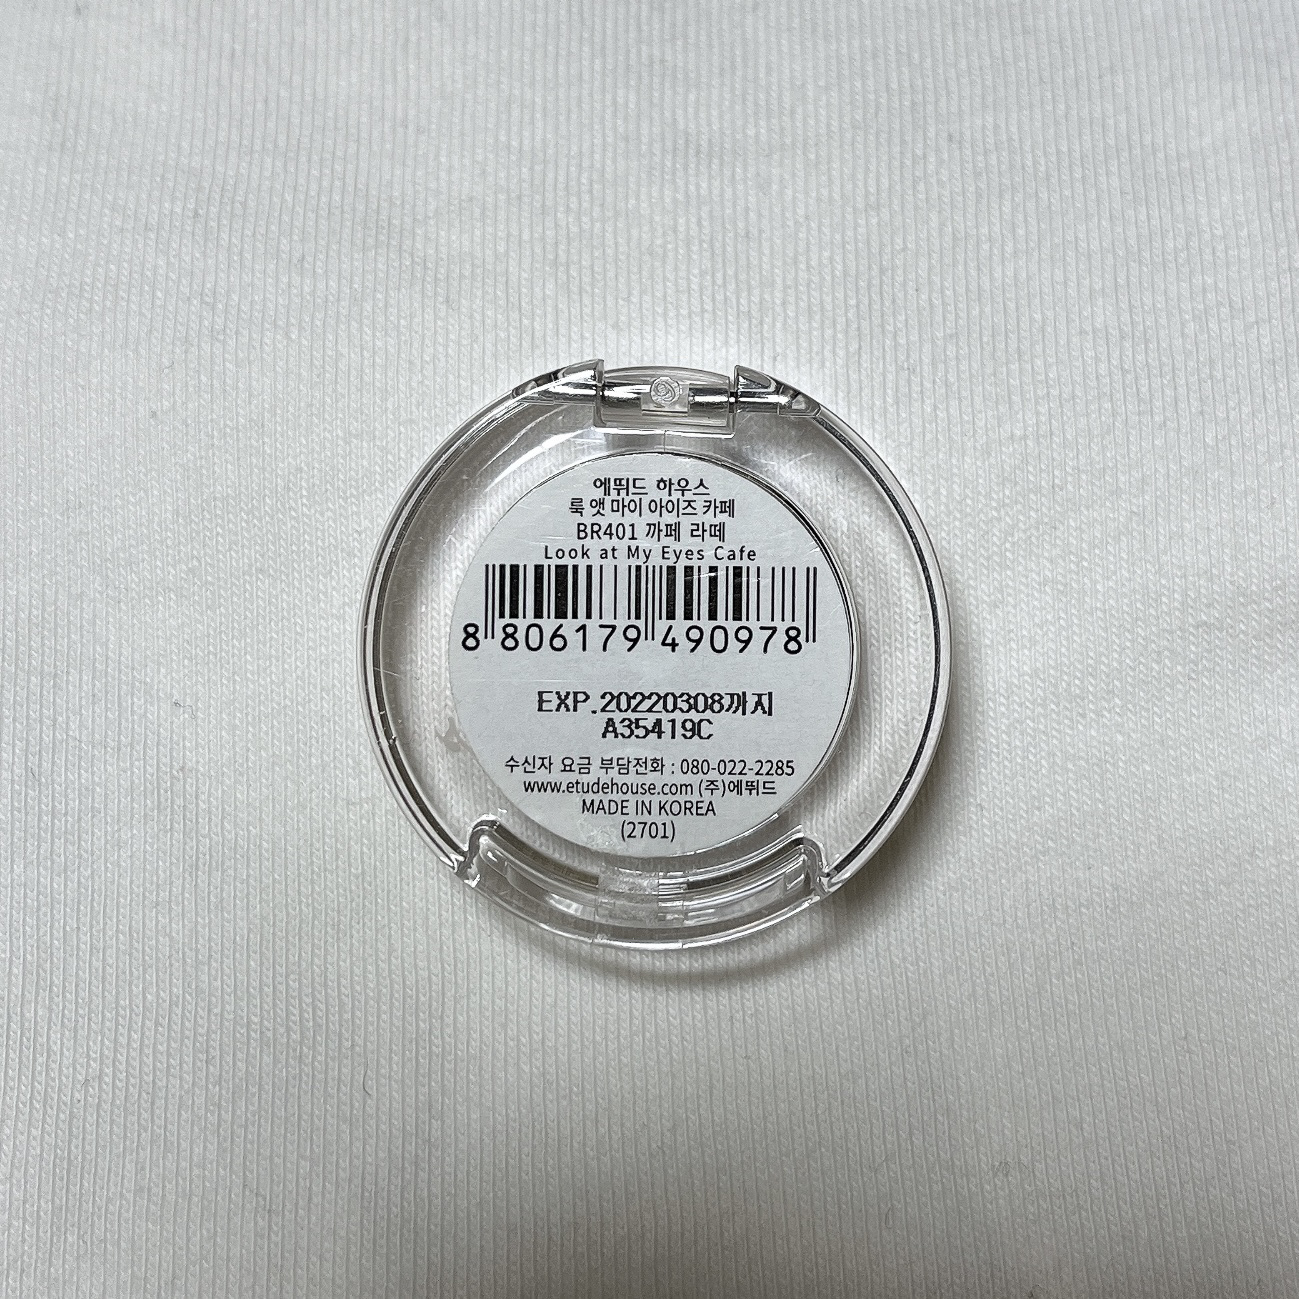 에뛰드 하우스
룩 앳 마이 아이즈 카페
BR401 까페 라떼
Look at My Eyes Cafe
8 806179 490978
EXP.20220308까지
A35419C
수신자 요금 부담전화 : 080-022-2285
www.etudehouse.com (주)에뛰드
MADE IN KOREA
(2701)